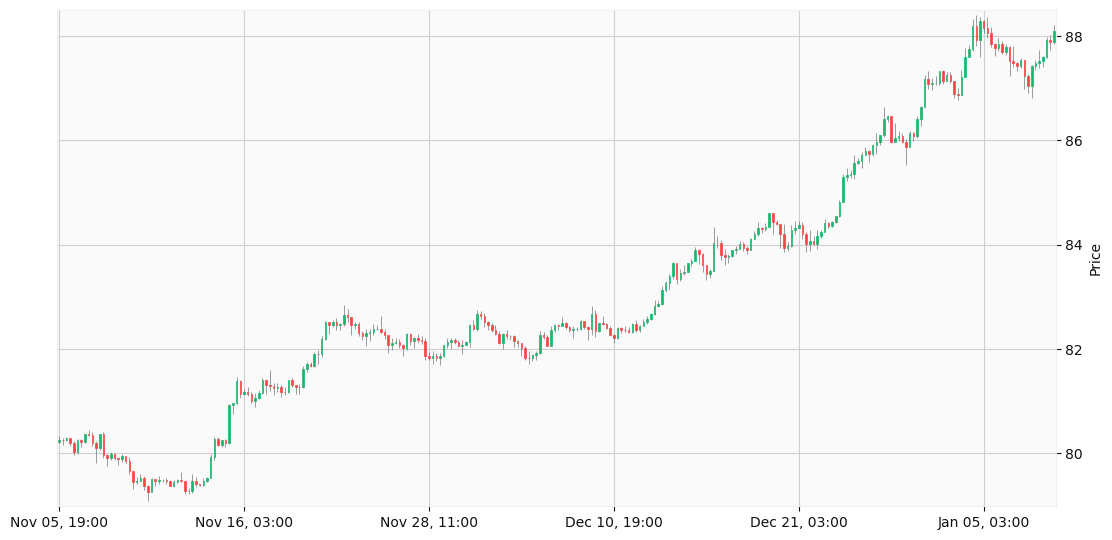 88
86
84
82
80
Price
Nov 05, 19:00
Nov 16, 03:00
Nov 28, 11:00
Dec 10, 19:00
Dec 21, 03:00
Jan 05, 03:00